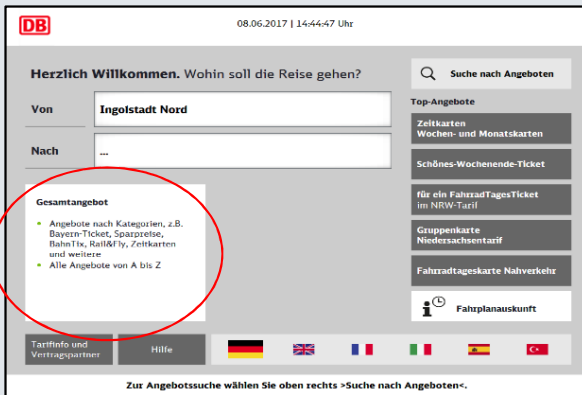 DB
08.06.2017 | 14:44:47 Uhr
Herzlich Willkommen. Wohin soll die Reise gehen?
Von
Ingolstadt Nord
Nach
...
Gesamtangebot
• Angebote nach Kategorien, z.B.
Bayern-Ticket, Sparpreise,
BahnTix, Rail&Fly, Zeitkarten
und weitere
• Alle Angebote von A bis Z
Suche nach Angeboten
Top-Angebote
Zeitkarten
Wochen- und Monatskarten
Schönes-Wochenende-Ticket
für ein FahrradTagesTicket
im NRW-Tarif
Gruppenkarte
Niedersachsentarif
Fahrradtageskarte Nahverkehr
Fahrplanauskunft
Tarifinfo und
Vertragspartner
Hilfe
Zur Angebotssuche wählen Sie oben rechts >Suche nach Angeboten<.